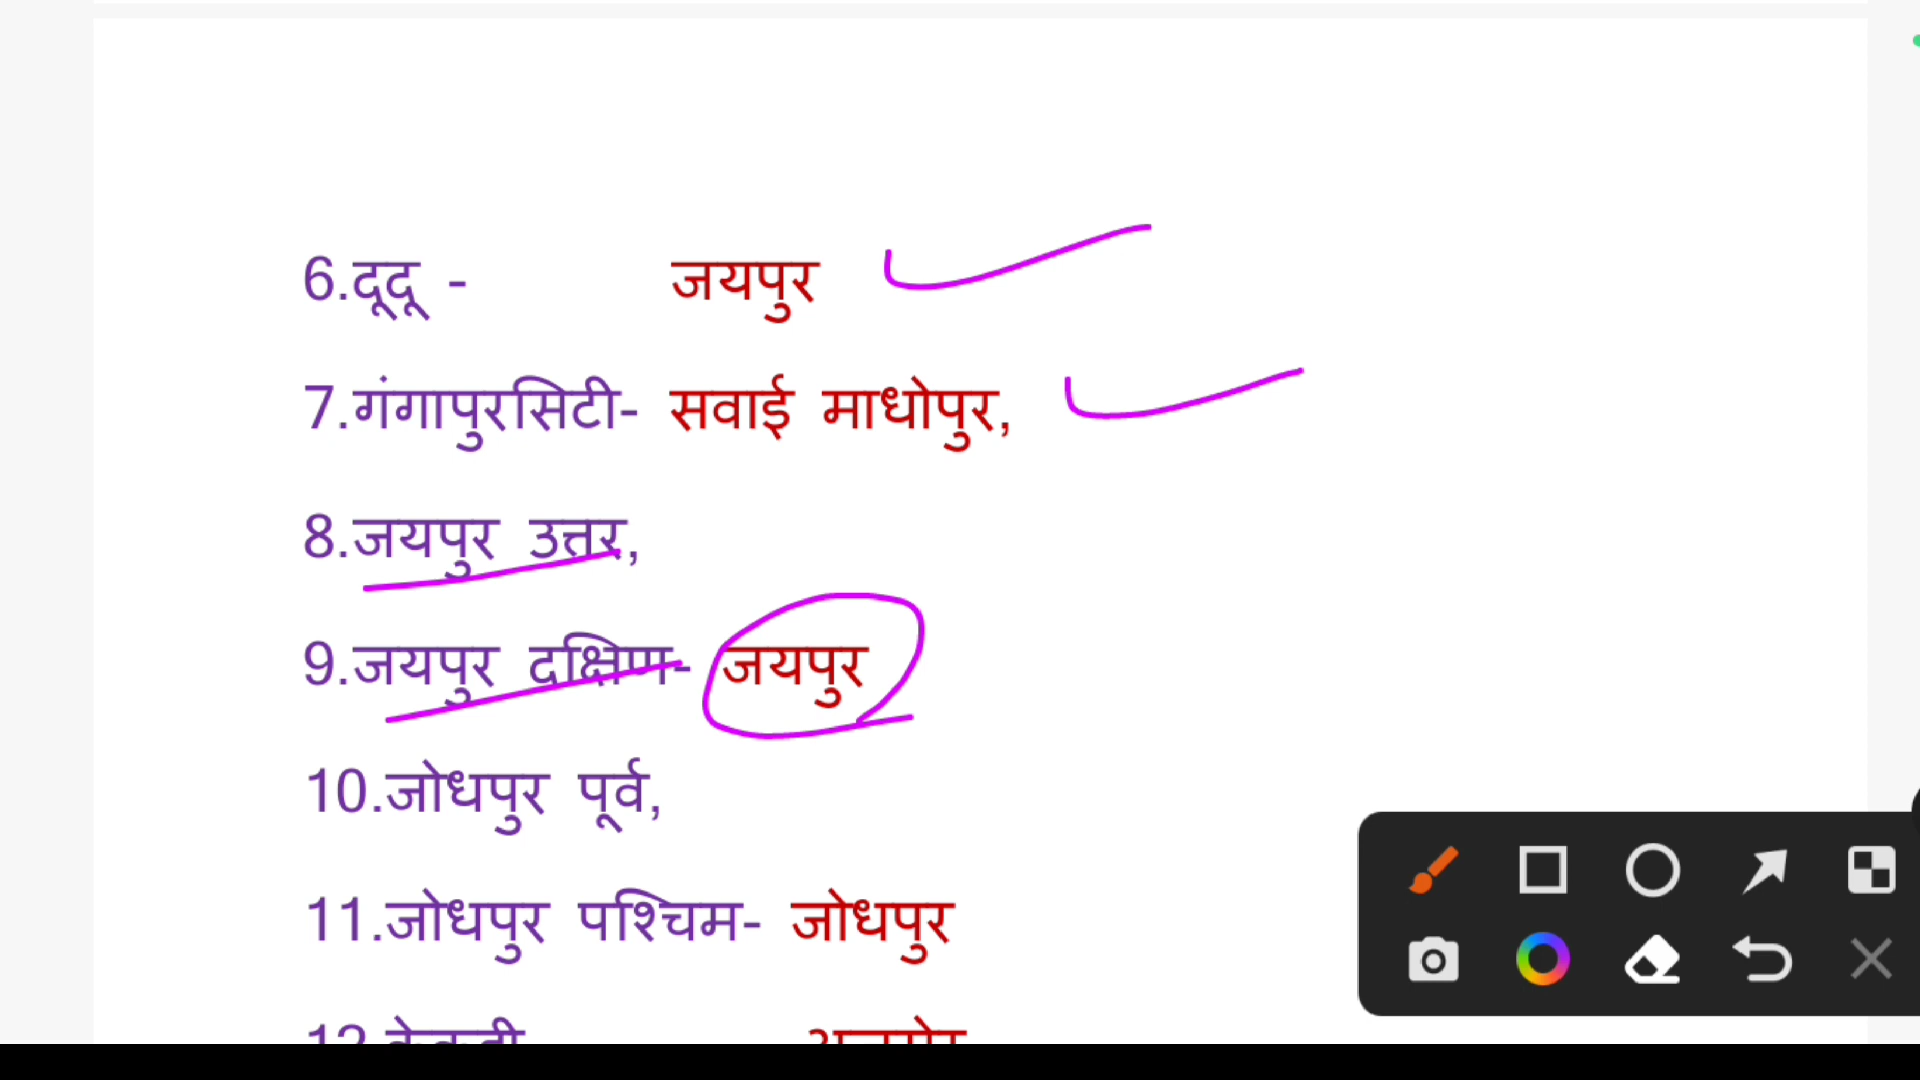 6.दूदू - जयपुर
7.गंगापुरसिटी- सवाई माधोपुर,
8.जयपुर उत्तर,
9.जयपुर दक्षिण- जयपुर
10.जोधपुर पूर्व,
11.जोधपुर पश्चिम- जोधपुर